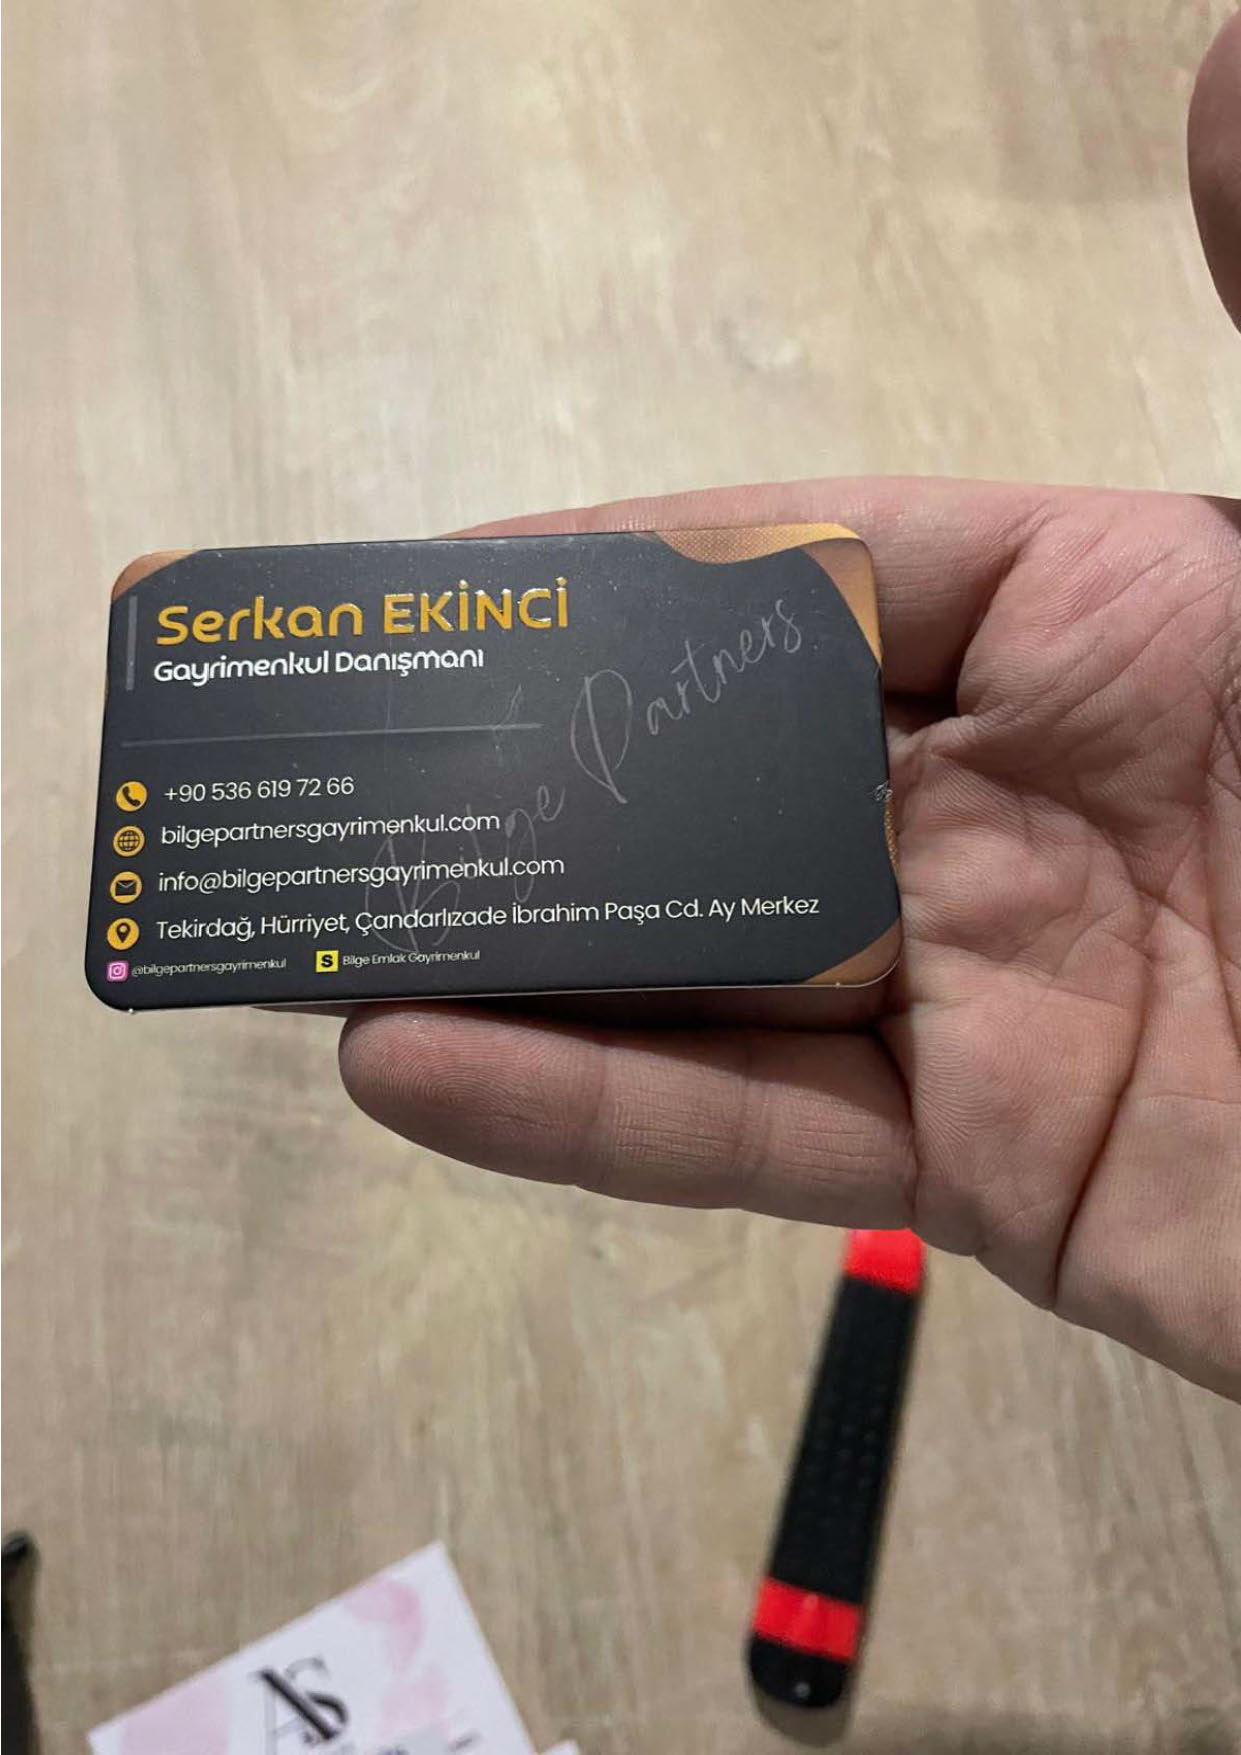 Serkan EKİNCİ
Gayrimenkul Danışmanı
+90 536 619 72 66
bilgepartnersgayrimenkul.com
info@bilgepartnersgayrimenkul.com
Tekirdağ, Hürriyet, Çandarlızade İbrahim Paşa Cd. Ay Merkez
@bilgepartnersgayrimenkul
S Bilge Emlak Gayrimenkul
Bilge Partners
AS